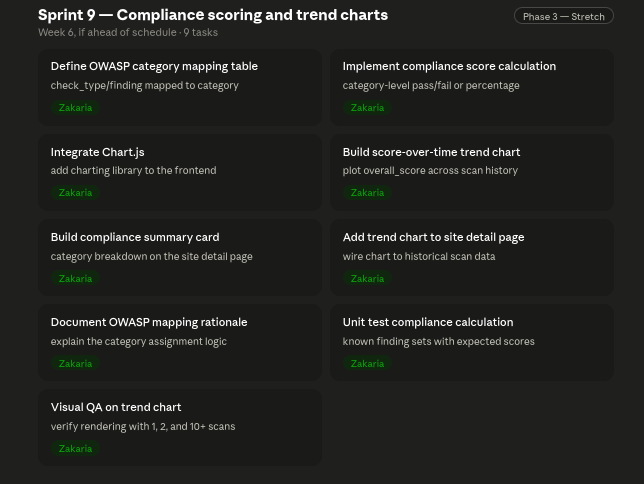 Sprint 9 — Compliance scoring and trend charts
Phase 3 — Stretch
Week 6, if ahead of schedule · 9 tasks
Define OWASP category mapping table
check_type/finding mapped to category
Zakaria
Implement compliance score calculation
category-level pass/fail or percentage
Zakaria
Integrate Chart.js
add charting library to the frontend
Zakaria
Build score-over-time trend chart
plot overall_score across scan history
Zakaria
Build compliance summary card
category breakdown on the site detail page
Zakaria
Add trend chart to site detail page
wire chart to historical scan data
Zakaria
Document OWASP mapping rationale
explain the category assignment logic
Zakaria
Unit test compliance calculation
known finding sets with expected scores
Zakaria
Visual QA on trend chart
verify rendering with 1, 2, and 10+ scans
Zakaria